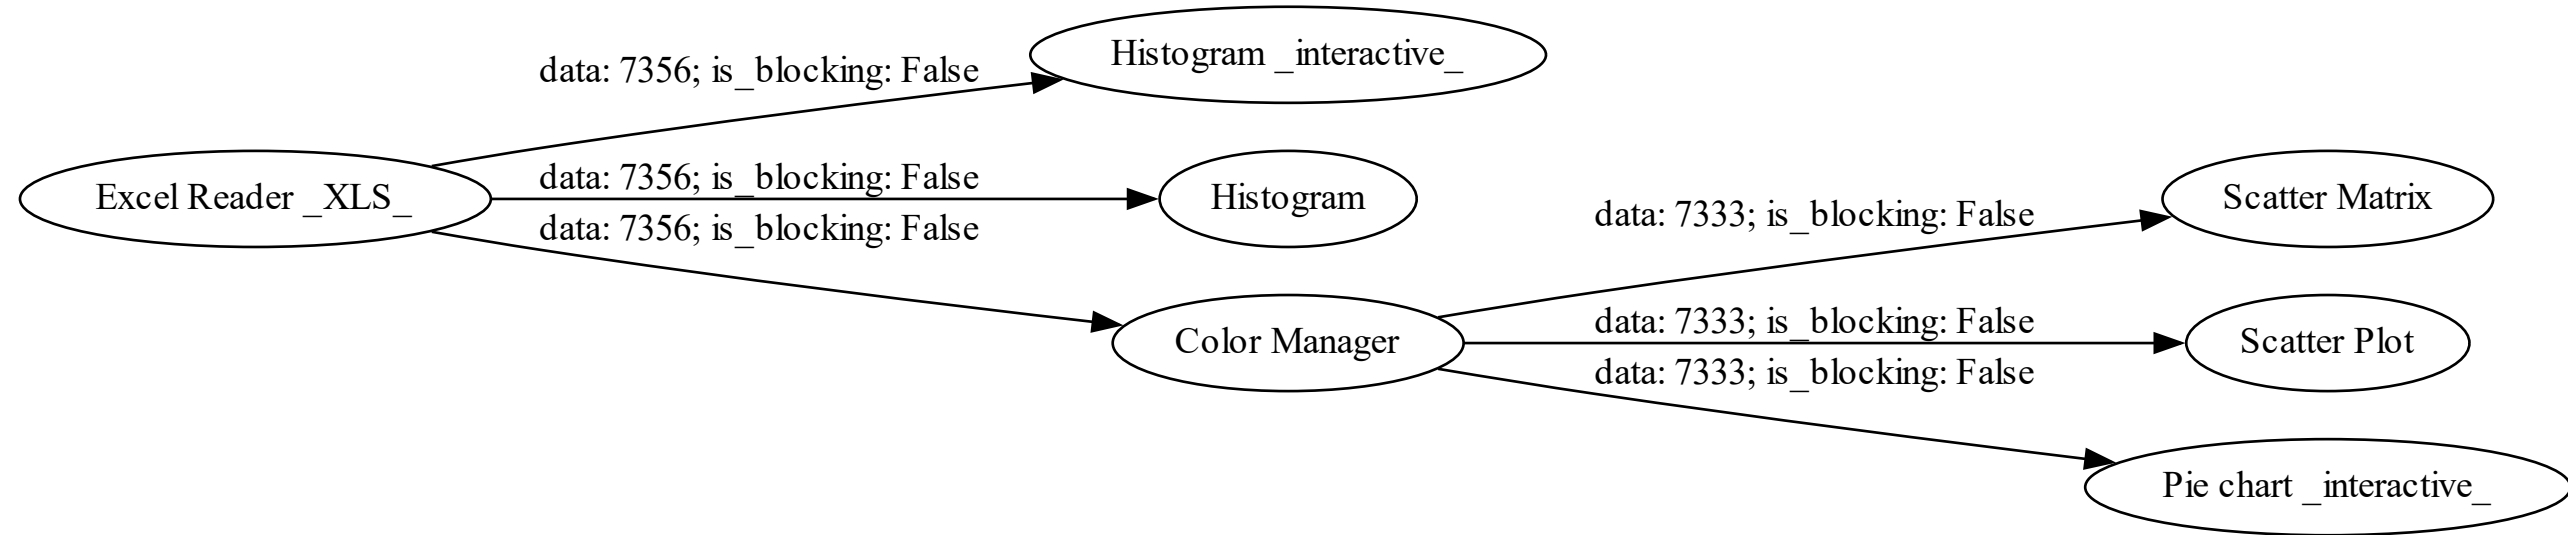 Histogram _interactive_
data: 7356; is_blocking: False
Excel Reader _XLS_
data: 7356; is_blocking: False
Histogram
data: 7356; is_blocking: False
Scatter Matrix
data: 7333; is_blocking: False
Color Manager
data: 7333; is_blocking: False
Scatter Plot
data: 7333; is_blocking: False
Pie chart _interactive_